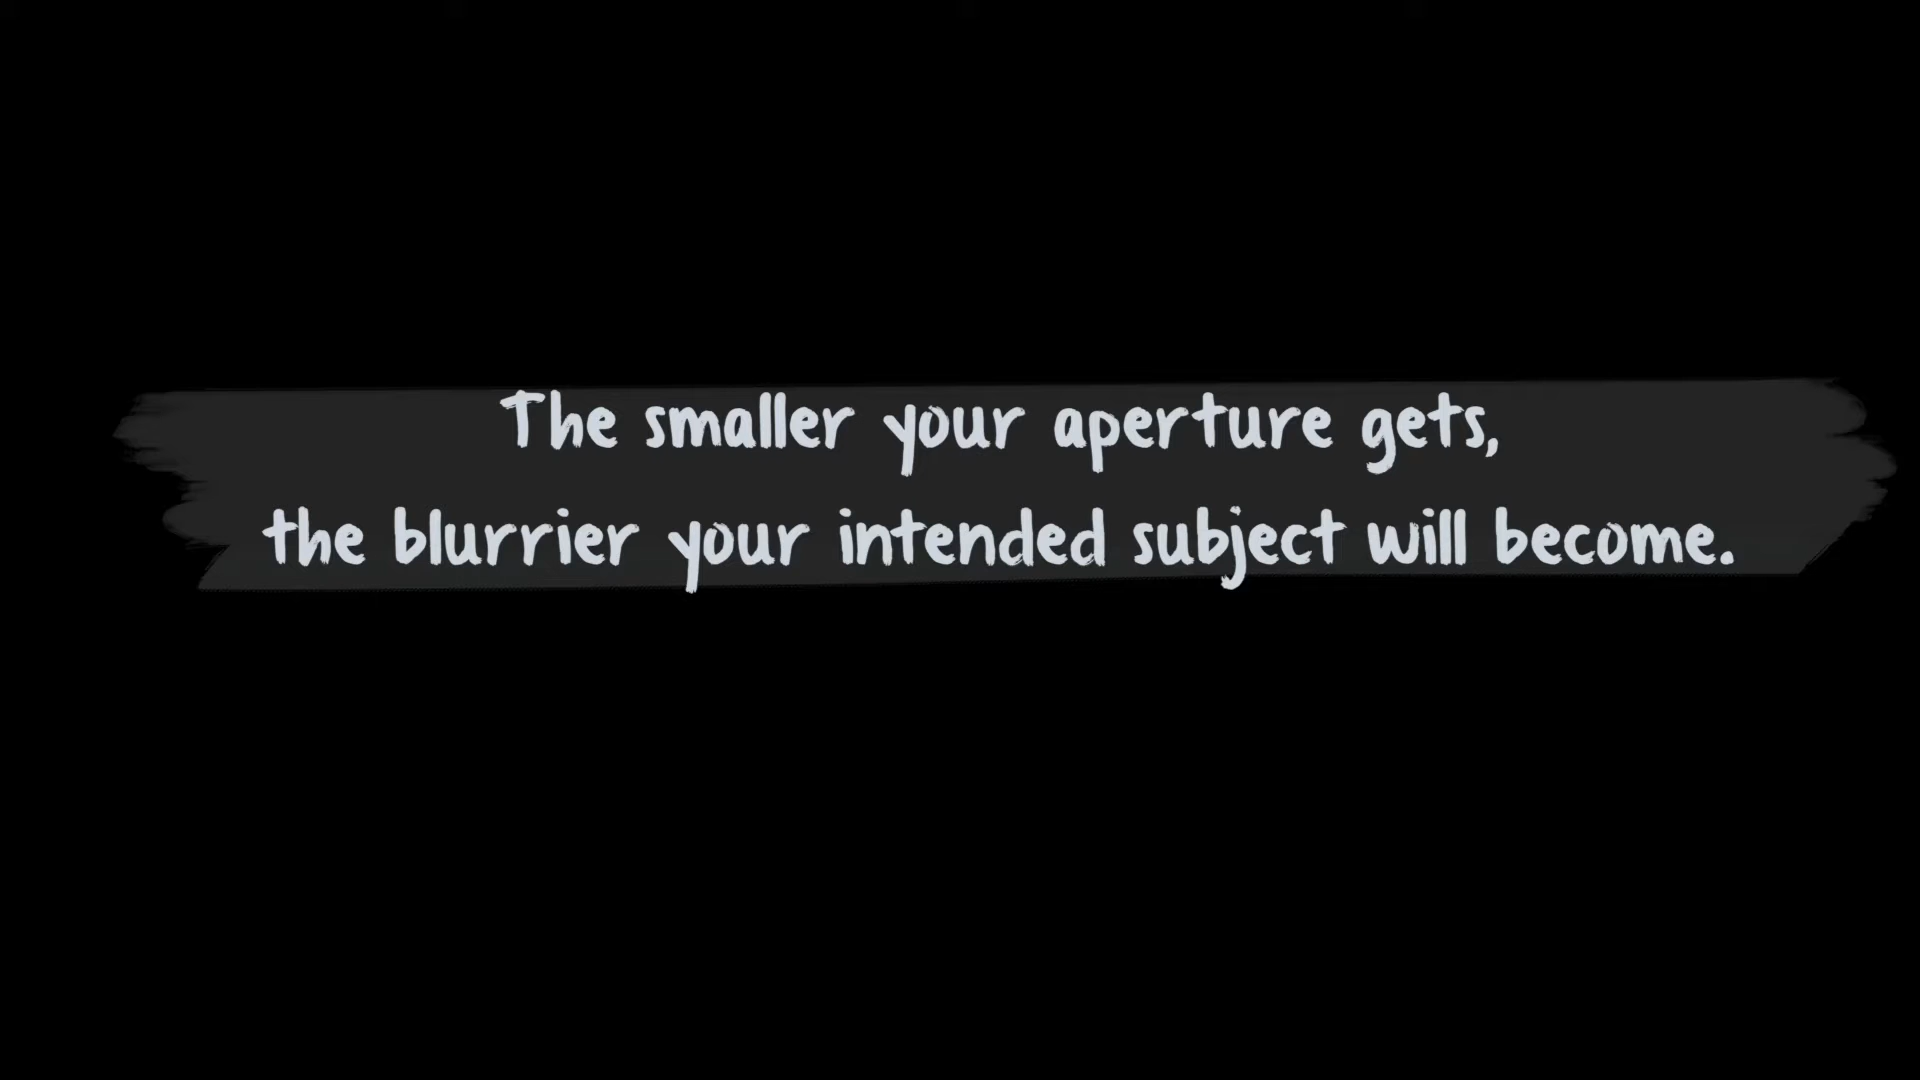 The smaller your aperture gets,
the blurrier your intended subject will become.